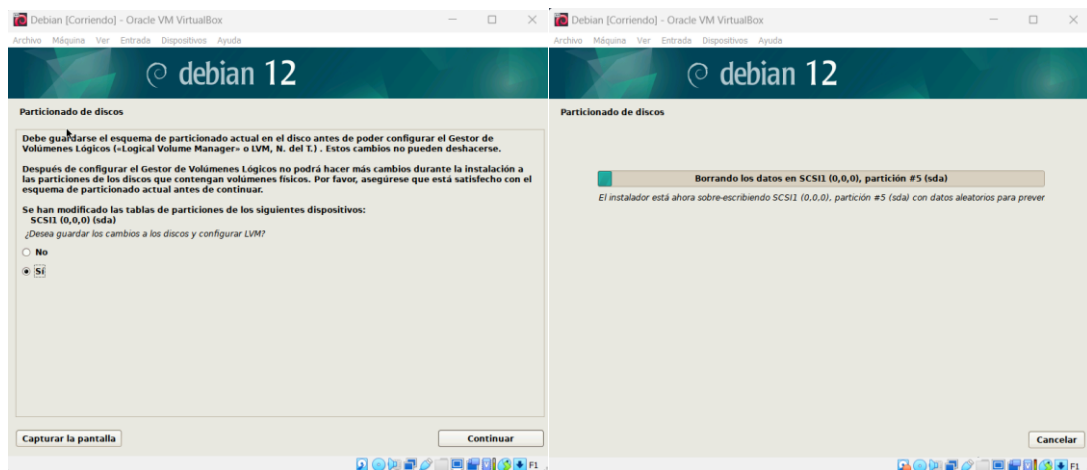 Debian [Corriendo] - Oracle VM VirtualBox
Archivo Máquina Ver Entrada Dispositivos Ayuda
debian 12
Particionado de discos
Debe guardarse el esquema de particionado actual en el disco antes de poder configurar el Gestor de
Volúmenes Lógicos («Logical Volume Manager» o LVM, N. del T.) . Estos cambios no pueden deshacerse.
Después de configurar el Gestor de Volúmenes Lógicos no podrá hacer más cambios durante la instalación a
las particiones de los discos que contengan volúmenes físicos. Por favor, asegúrese que está satisfecho con el
esquema de particionado actual antes de continuar.
Se han modificado las tablas de particiones de los siguientes dispositivos:
SCSI1 (0,0,0) (sda)
¿Desea guardar los cambios a los discos y configurar LVM?
No
Sí
Capturar la pantalla
Continuar
F1
Debian [Corriendo] - Oracle VM VirtualBox
Archivo Máquina Ver Entrada Dispositivos Ayuda
debian 12
Particionado de discos
Borrando los datos en SCSI1 (0,0,0), partición #5 (sda)
El instalador está ahora sobre-escribiendo SCSI1 (0,0,0), partición #5 (sda) con datos aleatorios para prever
Cancelar
F1